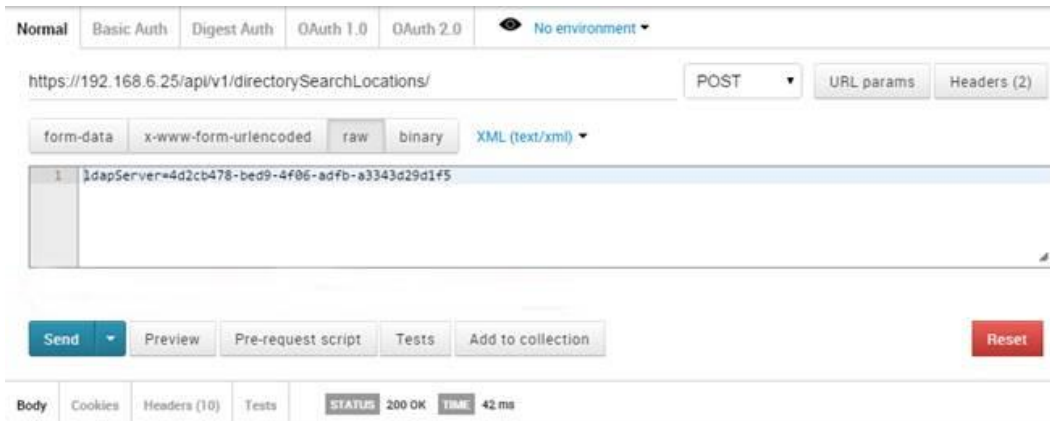 Normal Basic Auth Digest Auth OAuth 1.0 OAuth 2.0 No environment
https://192.168.6.25/api/v1/directorySearchLocations/ POST URL params Headers (2)
form-data x-www-form-urlencoded raw binary XML (text/xml)
1 ldapServer=4d2cb478-bed9-4f06-adfb-a3343d29d1f5
Send Preview Pre-request script Tests Add to collection Reset
Body Cookies Headers (10) Tests STATUS 200 OK TIME 42 ms